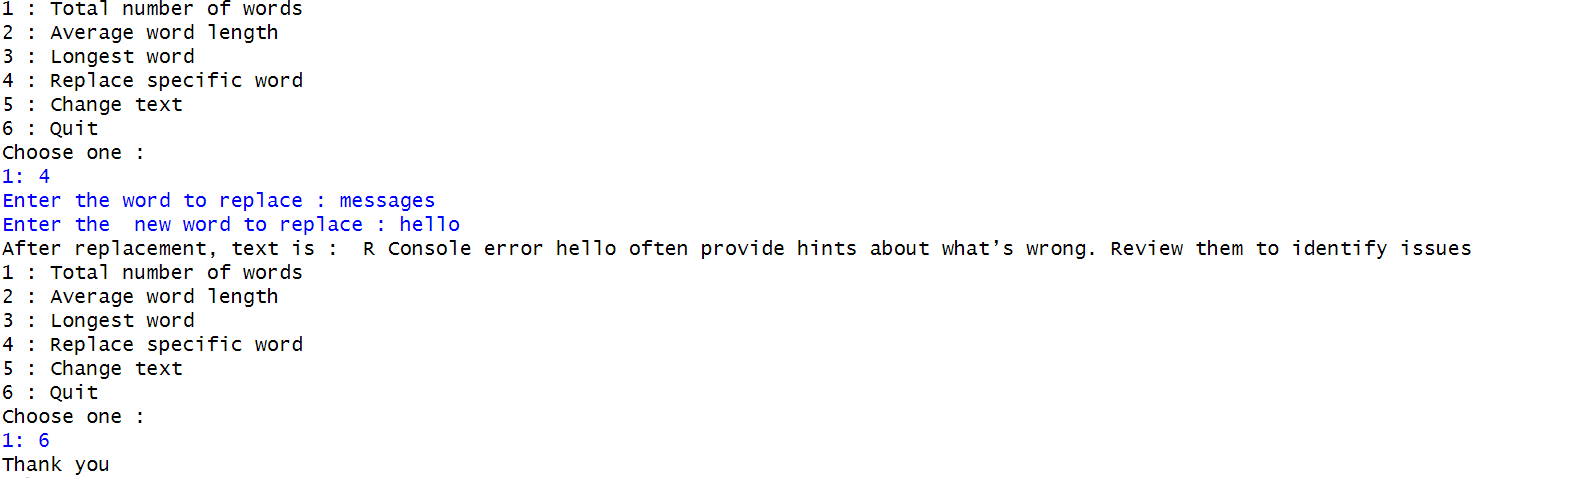 1 : Total number of words
2 : Average word length
3 : Longest word
4 : Replace specific word
5 : Change text
6 : Quit
Choose one :
1: 4
Enter the word to replace : messages
Enter the  new word to replace : hello
After replacement, text is :  R Console error hello often provide hints about what’s wrong. Review them to identify issues
1 : Total number of words
2 : Average word length
3 : Longest word
4 : Replace specific word
5 : Change text
6 : Quit
Choose one :
1: 6
Thank you